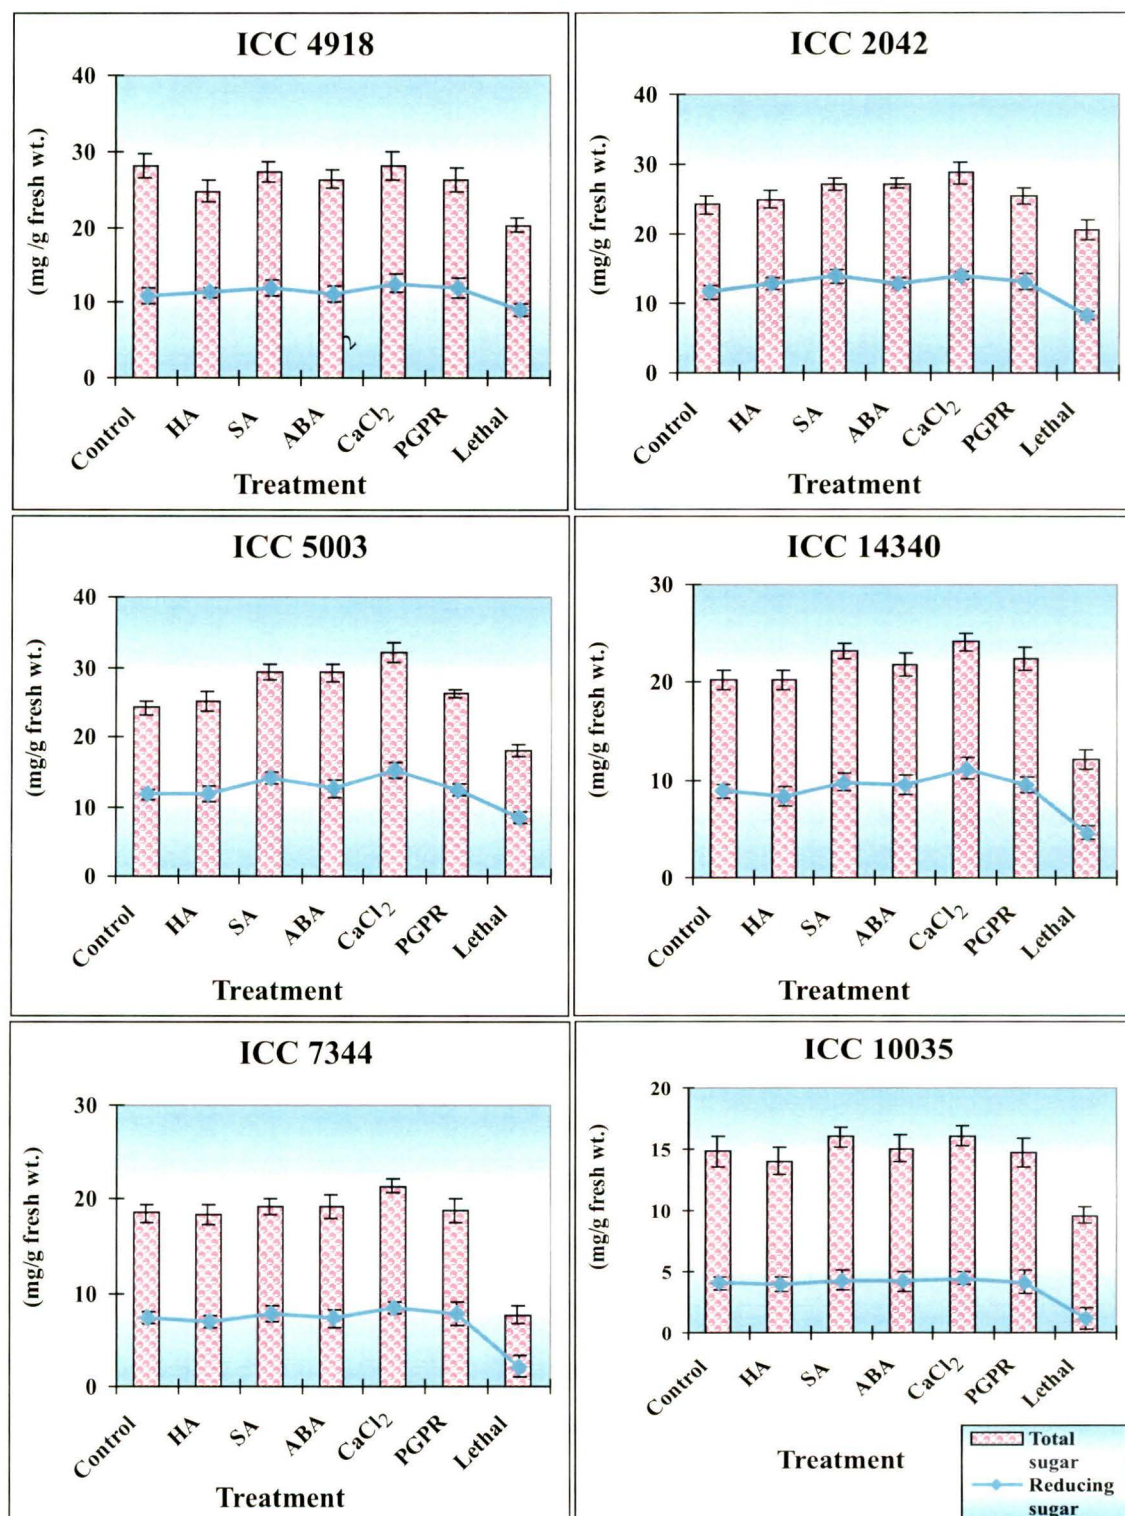 ICC 4918
(mg /g fresh wt.)
40
30
20
10
0
2
Control
HA
SA
ABA
CaCl2
PGPR
Lethal
Treatment
ICC 2042
(mg/g fresh wt.)
40
30
20
10
0
Control
HA
SA
ABA
CaCl2
PGPR
Lethal
Treatment
ICC 5003
(mg/g fresh wt.)
40
30
20
10
0
Control
HA
SA
ABA
CaCl2
PGPR
Lethal
Treatment
ICC 14340
(mg/g fresh wt.)
30
20
10
0
Control
HA
SA
ABA
CaCl2
PGPR
Lethal
Treatment
ICC 7344
(mg/g fresh wt.)
30
20
10
0
Control
HA
SA
ABA
CaCl2
PGPR
Lethal
Treatment
ICC 10035
(mg/g fresh wt.)
20
15
10
5
0
Control
HA
SA
ABA
CaCl2
PGPR
Lethal
Treatment
Total
sugar
Reducing
sugar